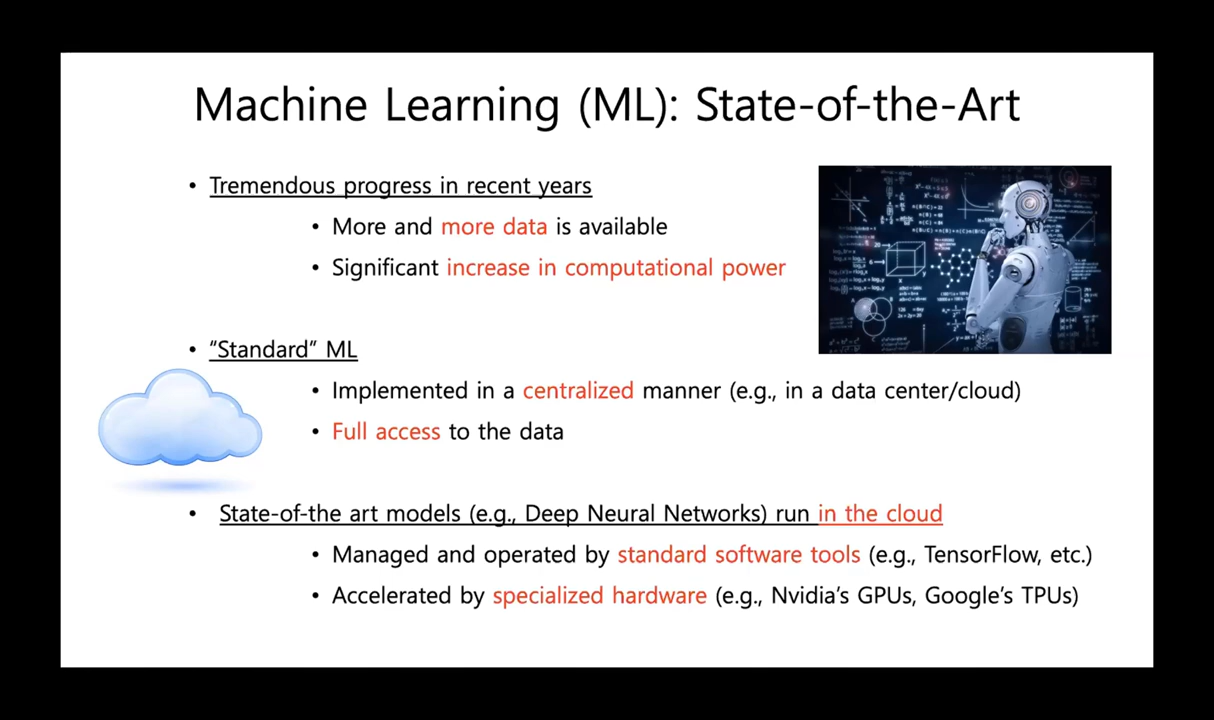 Machine Learning (ML): State-of-the-Art
• Tremendous progress in recent years
• More and more data is available
• Significant increase in computational power
• “Standard” ML
• Implemented in a centralized manner (e.g., in a data center/cloud)
• Full access to the data
• State-of-the art models (e.g., Deep Neural Networks) run in the cloud
• Managed and operated by standard software tools (e.g., TensorFlow, etc.)
• Accelerated by specialized hardware (e.g., Nvidia’s GPUs, Google’s TPUs)